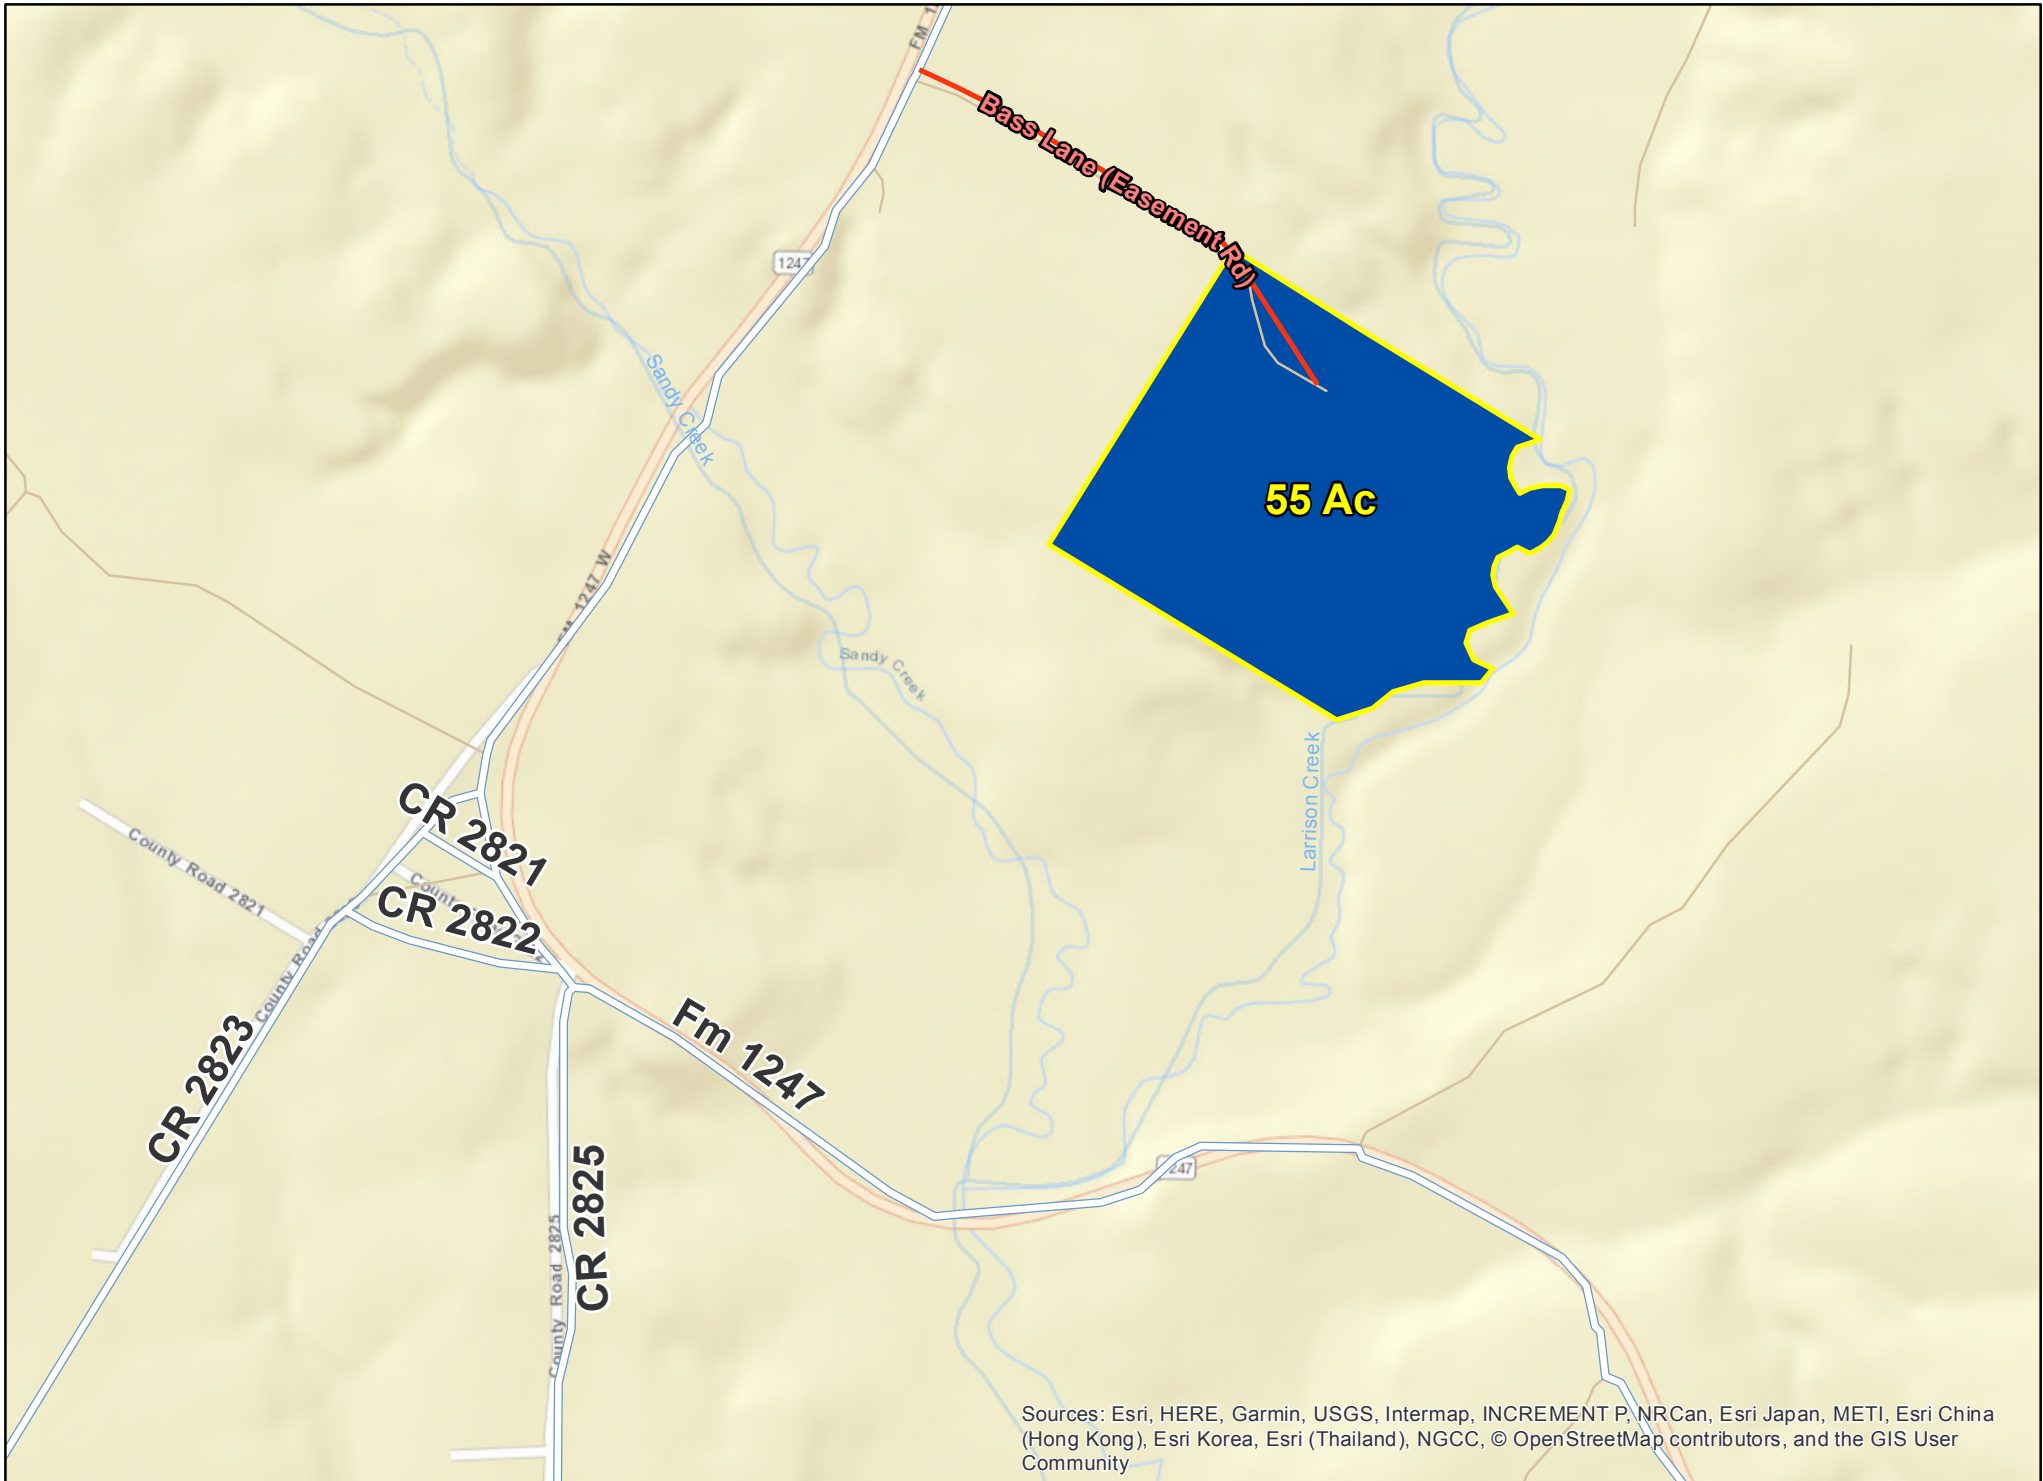 FM 1
Bass Lane (Easement Rd)
1247
Sandy Creek
55 Ac
FM 1247 W
Sandy Creek
Larrison Creek
CR 2821
County Road 2821
CR 2822
County
County Road
CR 2823
Fm 1247
1247
CR 2825
County Road 2825
Sources: Esri, HERE, Garmin, USGS, Intermap, INCREMENT P, NRCan, Esri Japan, METI, Esri China
(Hong Kong), Esri Korea, Esri (Thailand), NGCC, © OpenStreetMap contributors, and the GIS User
Community